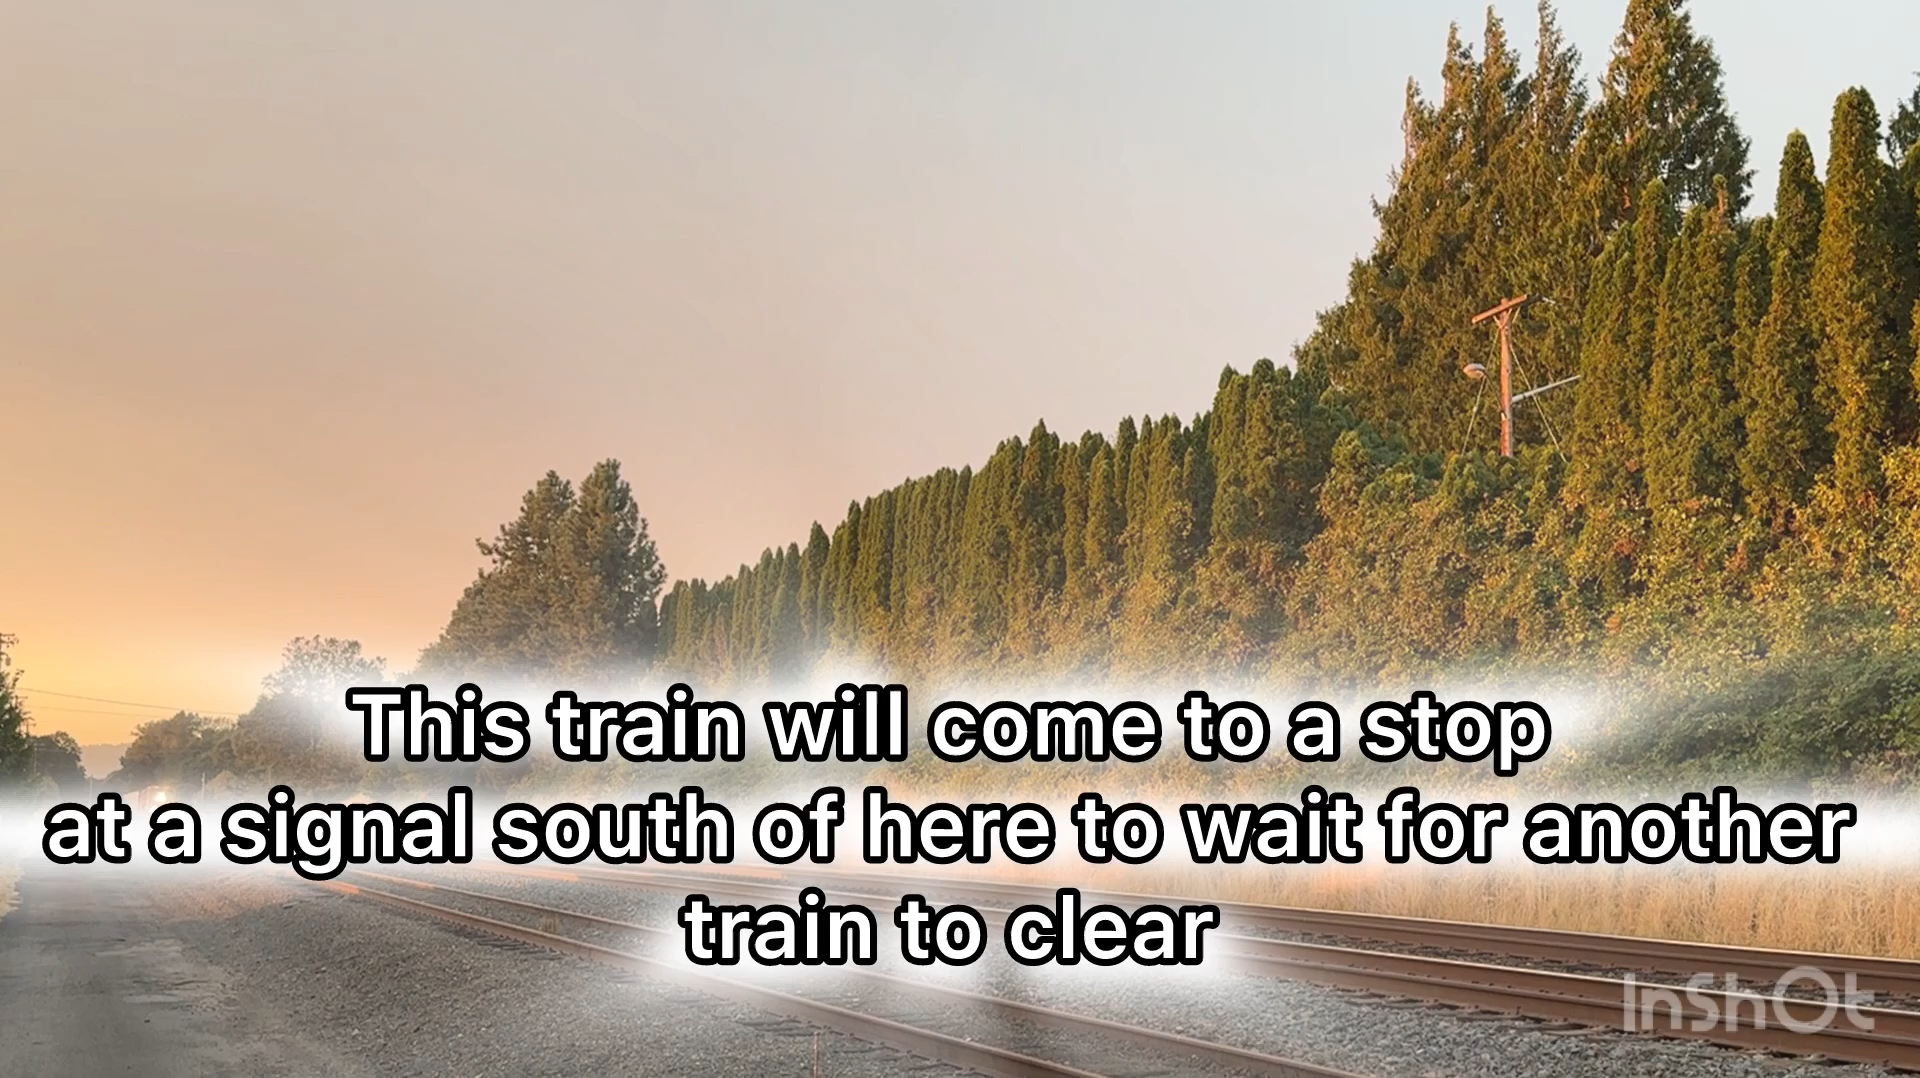 This train will come to a stop
at a signal south of here to wait for another
train to clear
InShOt